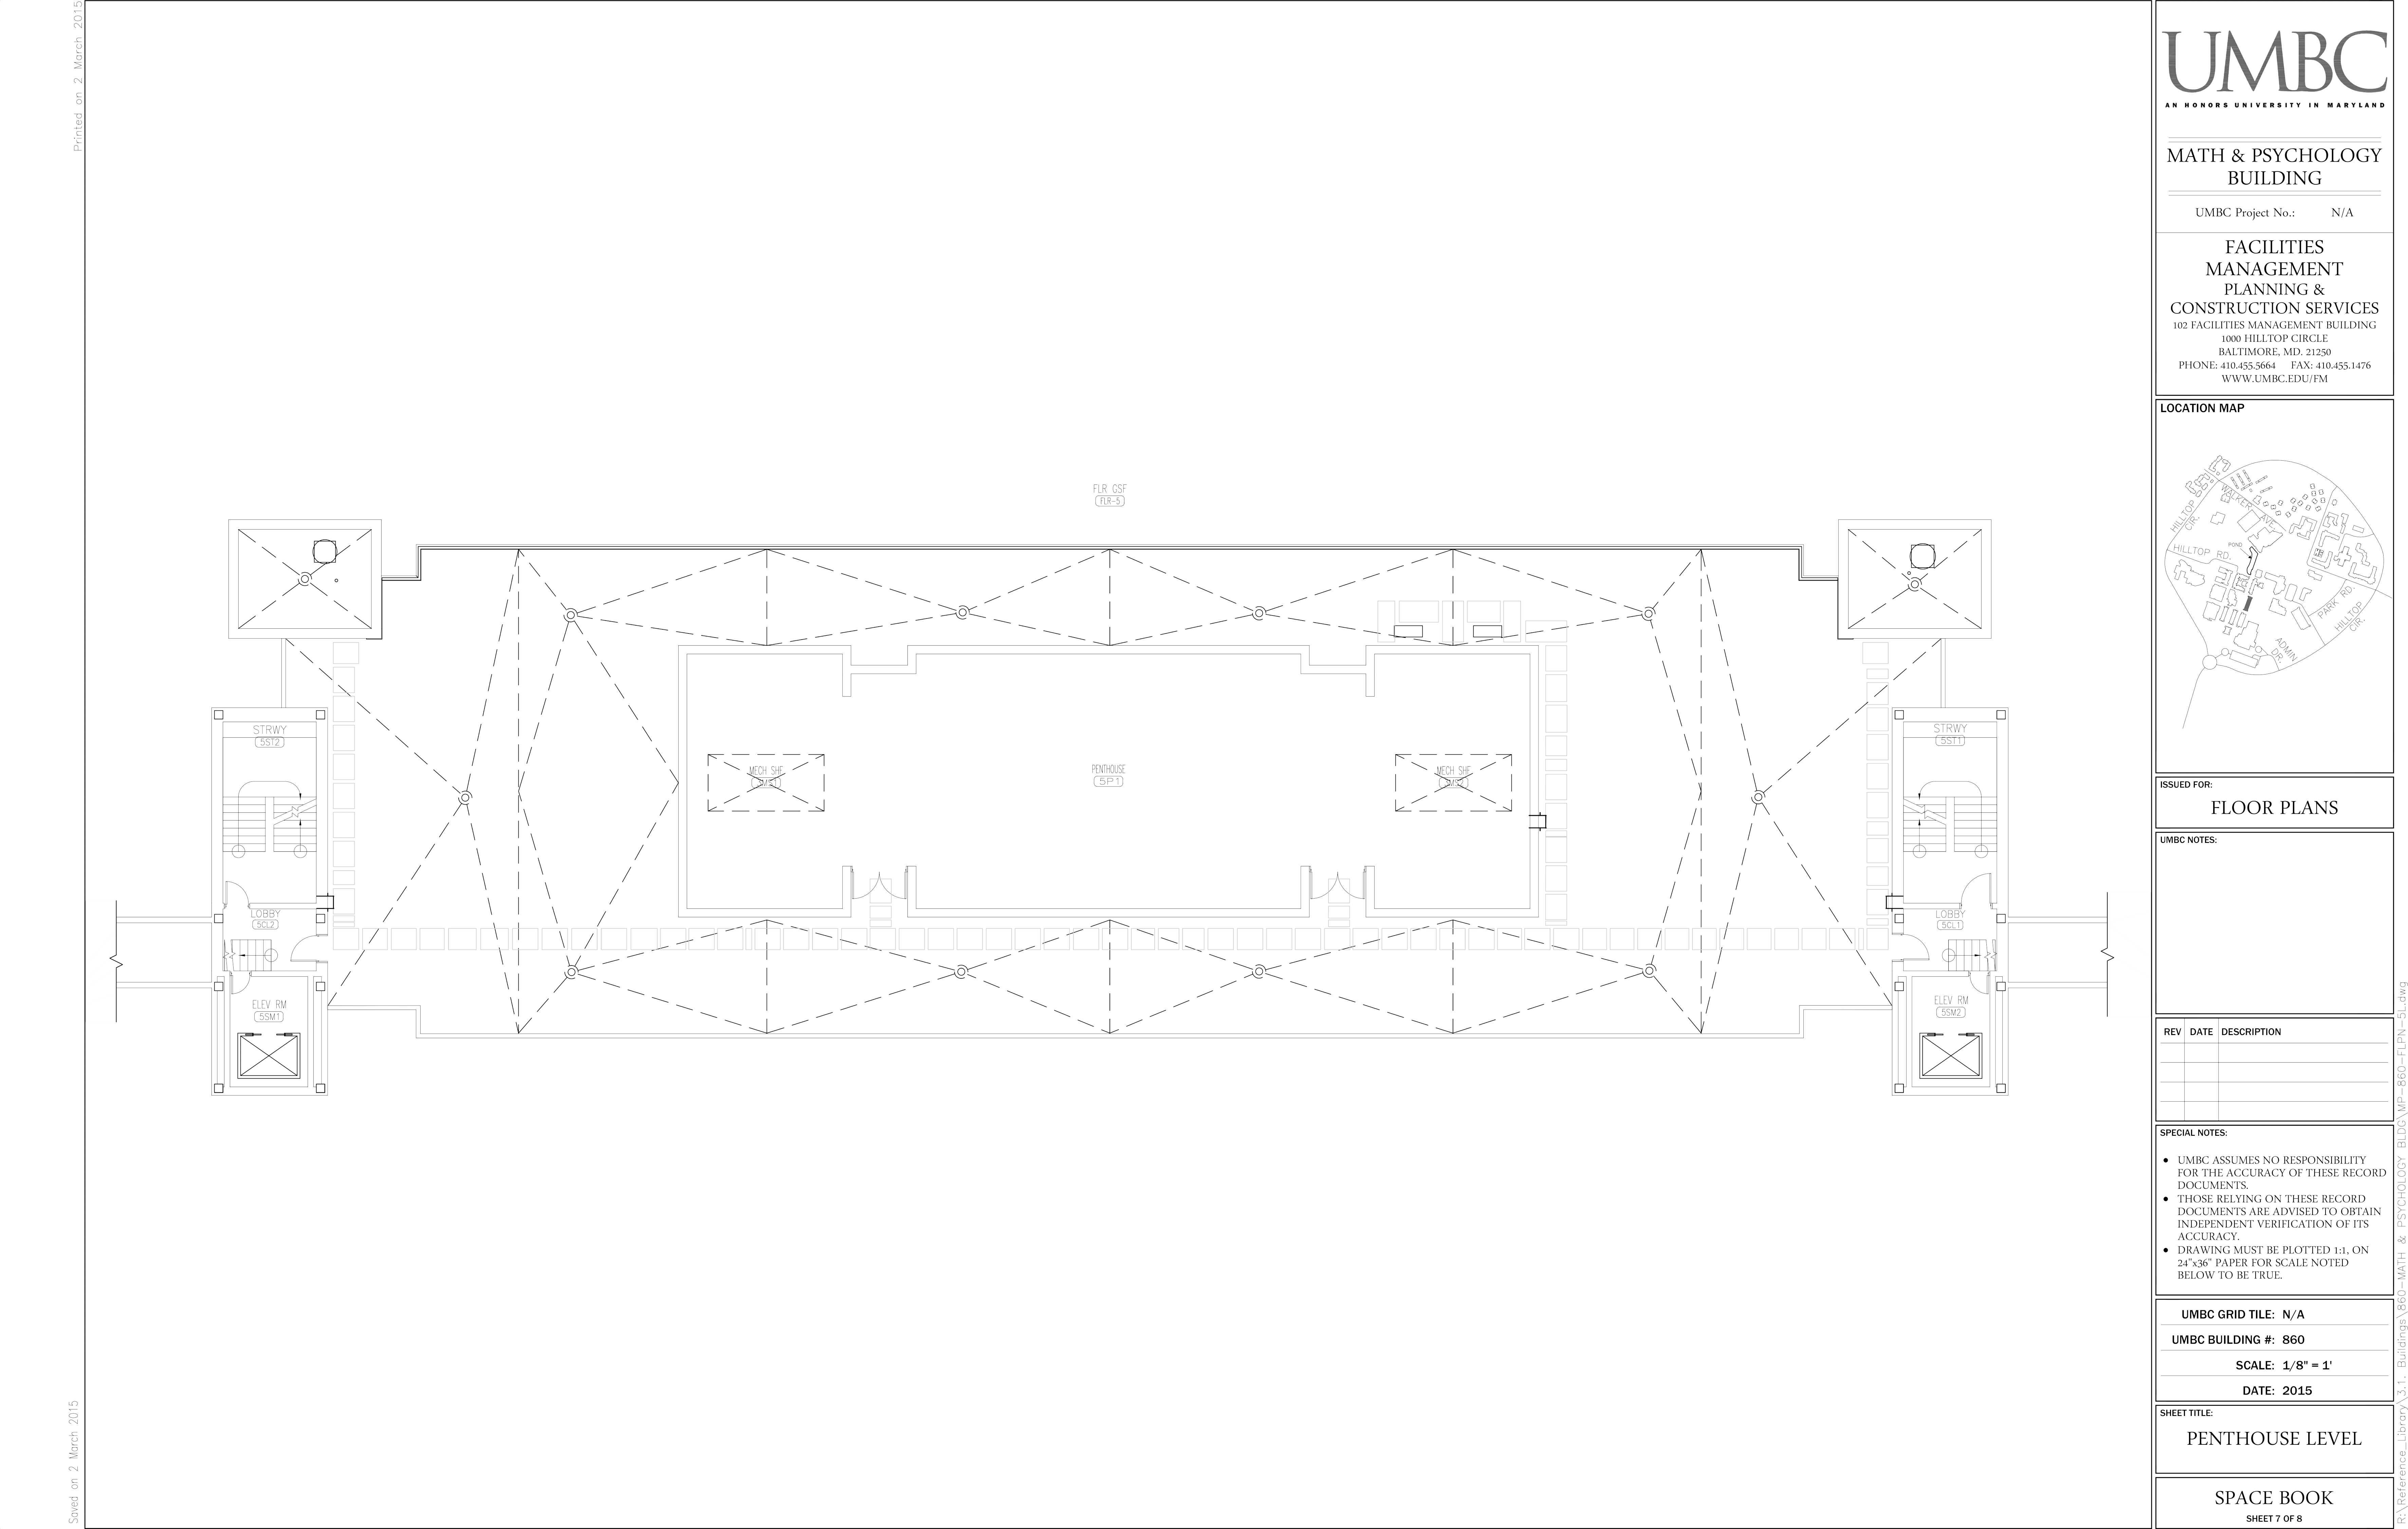 Printed on 2 March 2015
Saved on 2 March 2015
FLR GSF
FLR-5
STRWY
5ST2
MECH SHF
PENTHOUSE
5P1
MECH SHF
STRWY
5ST1
LOBBY
5CL2
LOBBY
5CL1
ELEV RM
5SM1
ELEV RM
5SM2
UMBC
AN HONORS UNIVERSITY IN MARYLAND
MATH & PSYCHOLOGY
BUILDING
UMBC Project No.: N/A
FACILITIES
MANAGEMENT
PLANNING &
CONSTRUCTION SERVICES
102 FACILITIES MANAGEMENT BUILDING
1000 HILLTOP CIRCLE
BALTIMORE, MD. 21250
PHONE: 410.455.5664 FAX: 410.455.1476
WWW.UMBC.EDU/FM
LOCATION MAP
WALKER AVE.
HILLTOP
CIR.
POND
HILLTOP RD.
PARK RD.
HILLTOP
CIR.
ADMIN
DR.
ISSUED FOR:
FLOOR PLANS
UMBC NOTES:
REV DATE DESCRIPTION
SPECIAL NOTES:
● UMBC ASSUMES NO RESPONSIBILITY
FOR THE ACCURACY OF THESE RECORD
DOCUMENTS.
● THOSE RELYING ON THESE RECORD
DOCUMENTS ARE ADVISED TO OBTAIN
INDEPENDENT VERIFICATION OF ITS
ACCURACY.
● DRAWING MUST BE PLOTTED 1:1, ON
24"x36" PAPER FOR SCALE NOTED
BELOW TO BE TRUE.
UMBC GRID TILE: N/A
UMBC BUILDING #: 860
SCALE: 1/8" = 1'
DATE: 2015
SHEET TITLE:
PENTHOUSE LEVEL
SPACE BOOK
SHEET 7 OF 8
R:\Reference_Library\3.1. Buildings\860-MATH & PSYCHOLOGY BLDG\MP-860-FLPN-5L.dwg